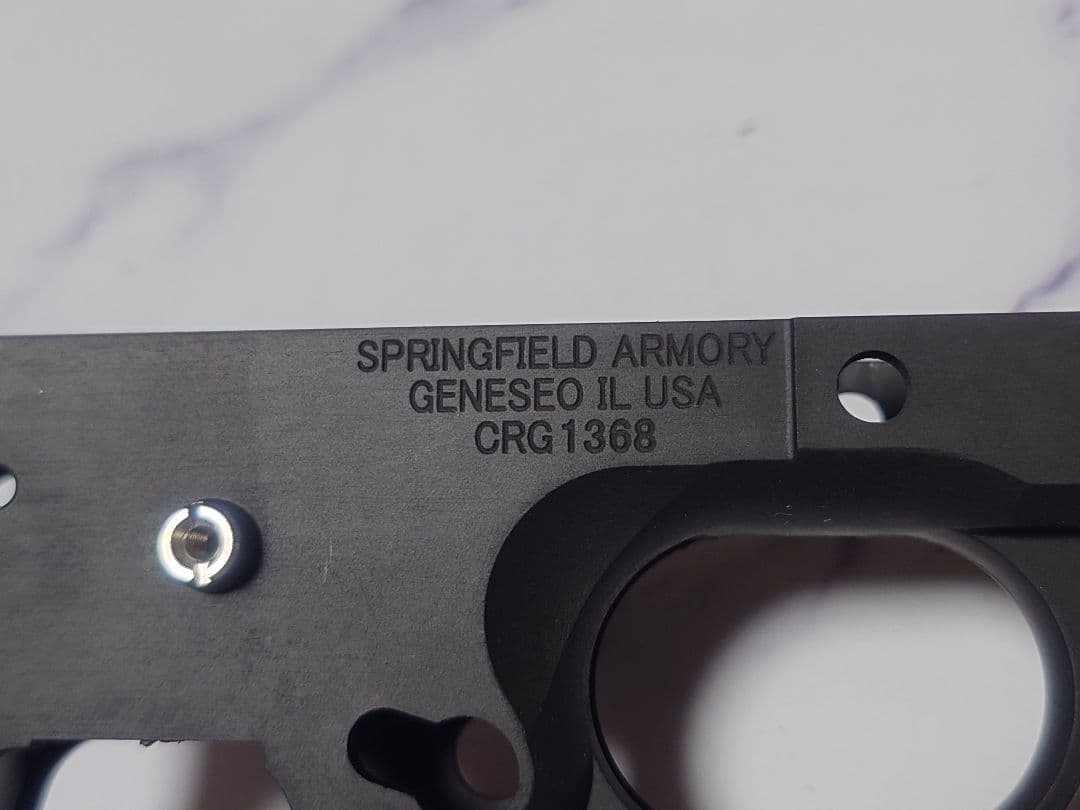 SPRINGFIELD ARMORY
GENESEO IL USA
CRG1368